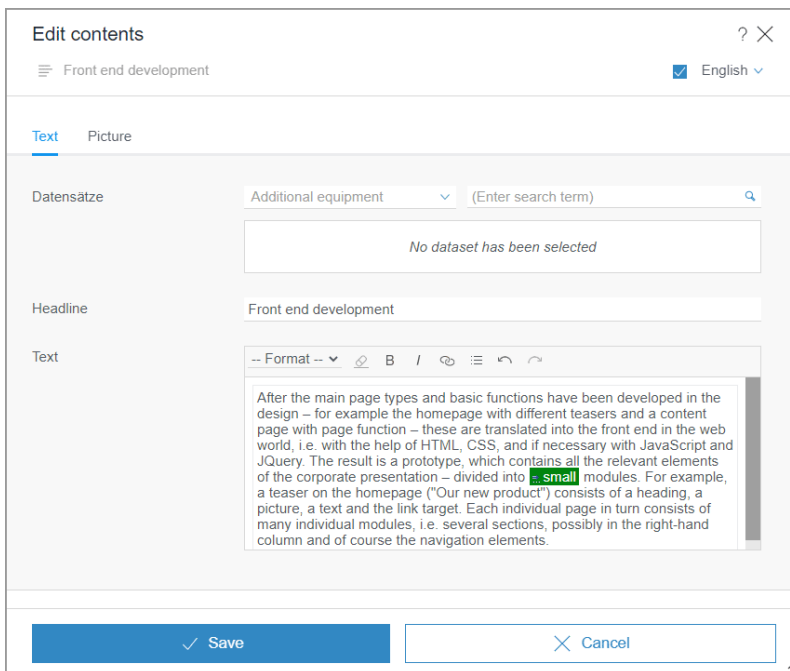 Edit contents ?
Front end development English
Text Picture
Datensätze Additional equipment (Enter search term)
No dataset has been selected
Headline Front end development
Text -- Format -- B I
After the main page types and basic functions have been developed in the
design – for example the homepage with different teasers and a content
page with page function – these are translated into the front end in the web
world, i.e. with the help of HTML, CSS, and if necessary with JavaScript and
JQuery. The result is a prototype, which contains all the relevant elements
of the corporate presentation – divided into small modules. For example,
a teaser on the homepage ("Our new product") consists of a heading, a
picture, a text and the link target. Each individual page in turn consists of
many individual modules, i.e. several sections, possibly in the right-hand
column and of course the navigation elements.
Save Cancel